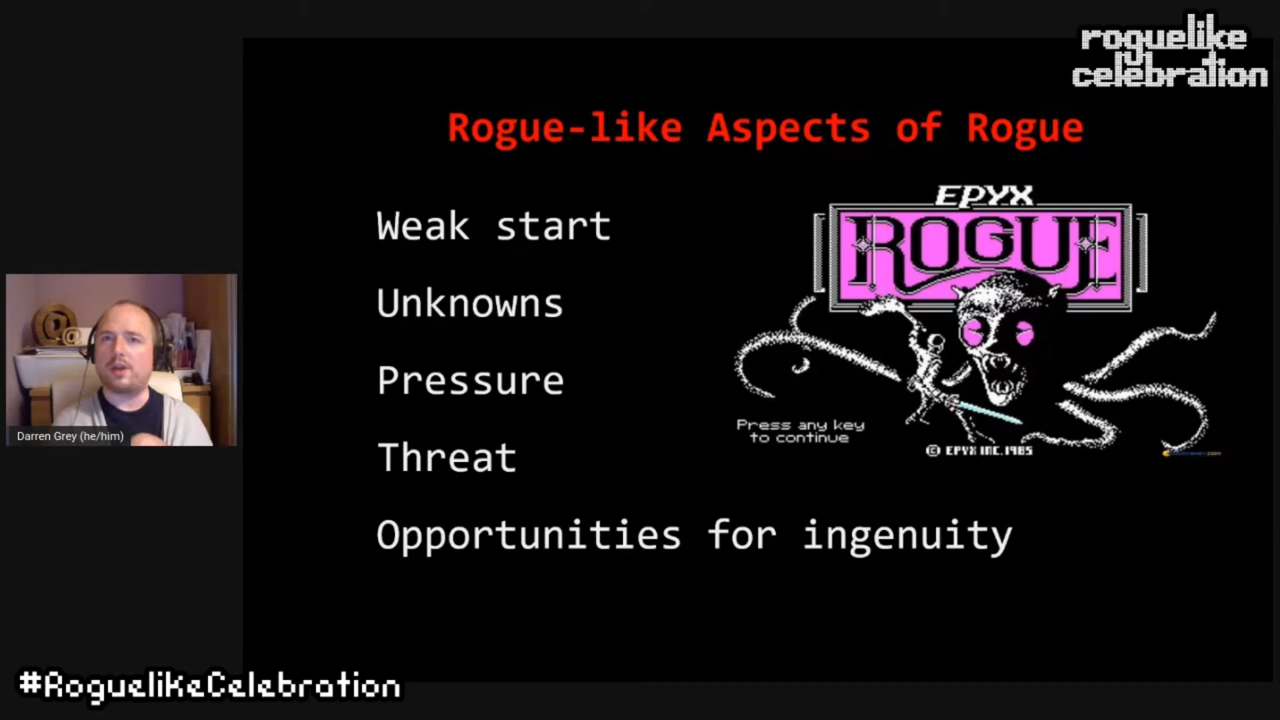 roguelike
celebration
Rogue-like Aspects of Rogue
Weak start
Unknowns
Pressure
Threat
Opportunities for ingenuity
EPYX
ROGUE
Press any key
to continue
© EPYX INC. 1985
@
Darren Grey (he/him)
#RoguelikeCelebration